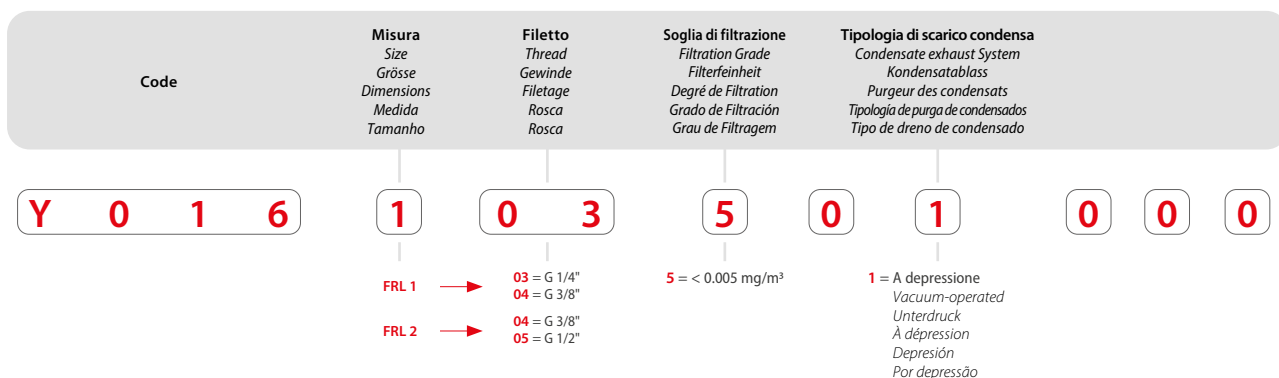 Code
Misura
Size
Grösse
Dimensions
Medida
Tamanho
Filetto
Thread
Gewinde
Filetage
Rosca
Rosca
Soglia di filtrazione
Filtration Grade
Filterfeinheit
Degré de Filtration
Grado de Filtración
Grau de Filtragem
Tipologia di scarico condensa
Condensate exhaust System
Kondensatablass
Purgeur des condensats
Tipología de purga de condensados
Tipo de dreno de condensado
Y 0 1 6 1 0 3 5 0 1 0 0 0
FRL 1
03 = G 1/4"
04 = G 3/8"
FRL 2
04 = G 3/8"
05 = G 1/2"
5 = < 0.005 mg/m³
1 = A depressione
Vacuum-operated
Unterdruck
À dépression
Depresión
Por depressão